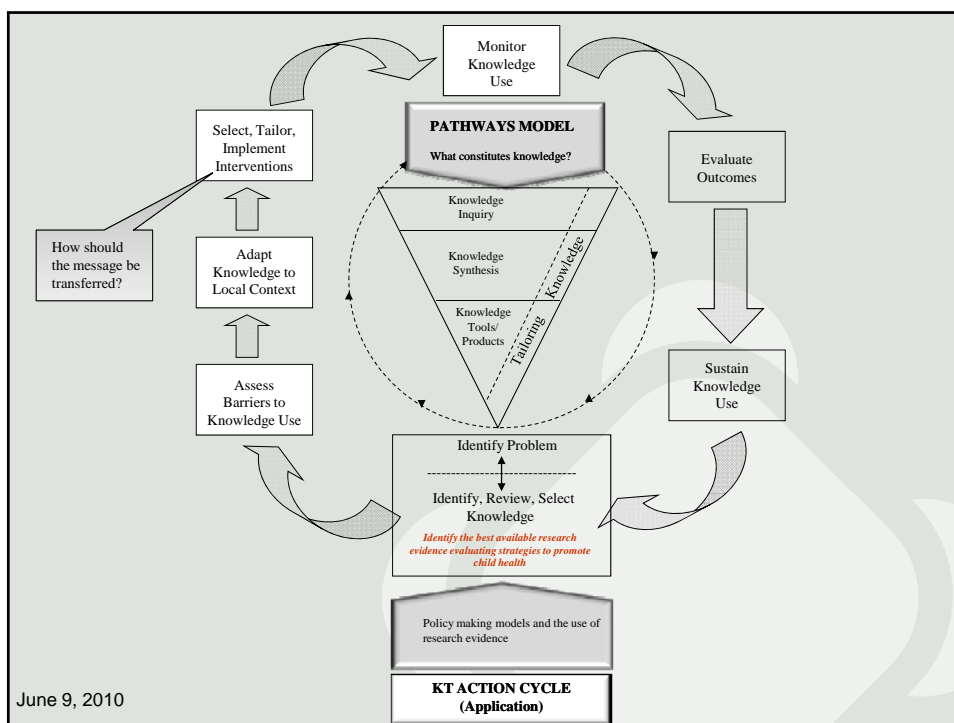 Monitor
Knowledge
Use
PATHWAYS MODEL
What constitutes knowledge?
Select, Tailor,
Implement
Interventions
Evaluate
Outcomes
Knowledge
Inquiry
Knowledge
Synthesis
Knowledge
Tools/
Products
Tailoring Knowledge
How should
the message be
transferred?
Adapt
Knowledge to
Local Context
Assess
Barriers to
Knowledge Use
Sustain
Knowledge
Use
Identify Problem
Identify, Review, Select
Knowledge
Identify the best available research
evidence evaluating strategies to promote
child health
Policy making models and the use of
research evidence
KT ACTION CYCLE
(Application)
June 9, 2010